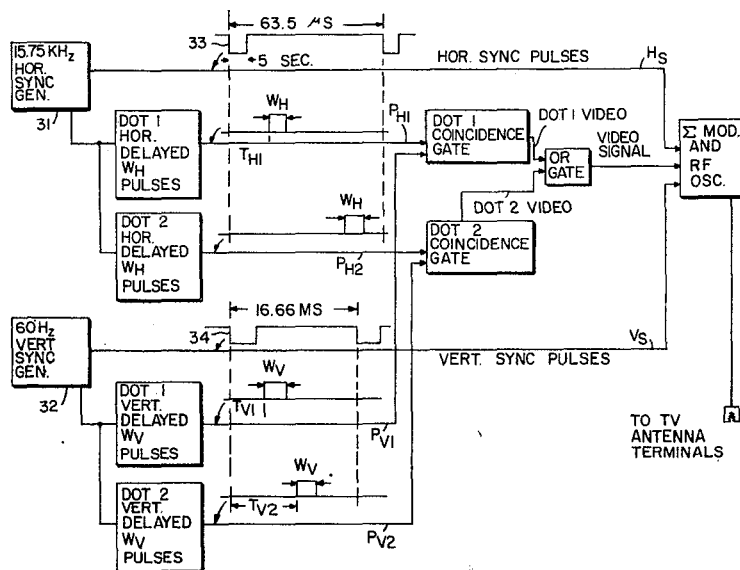 63.5 μS
33
5 SEC.
HOR. SYNC PULSES
HS
15.75 KHz
HOR.
SYNC
GEN.
31
DOT 1
HOR.
DELAYED
WH
PULSES
WH
TH1
PH1
DOT 1
COINCIDENCE
GATE
DOT 1 VIDEO
VIDEO
SIGNAL
OR
GATE
Σ MOD.
AND
RF
OSC.
DOT 2 VIDEO
DOT 2
HOR.
DELAYED
WH
PULSES
WH
PH2
DOT 2
COINCIDENCE
GATE
16.66 MS
34
VERT. SYNC PULSES
VS
60 Hz
VERT
SYNC
GEN.
32
DOT 1
VERT.
DELAYED
WV
PULSES
WV
TV1
PV1
DOT 2
VERT.
DELAYED
WV
PULSES
WV
TV2
PV2
A
TO TV
ANTENNA
TERMINALS